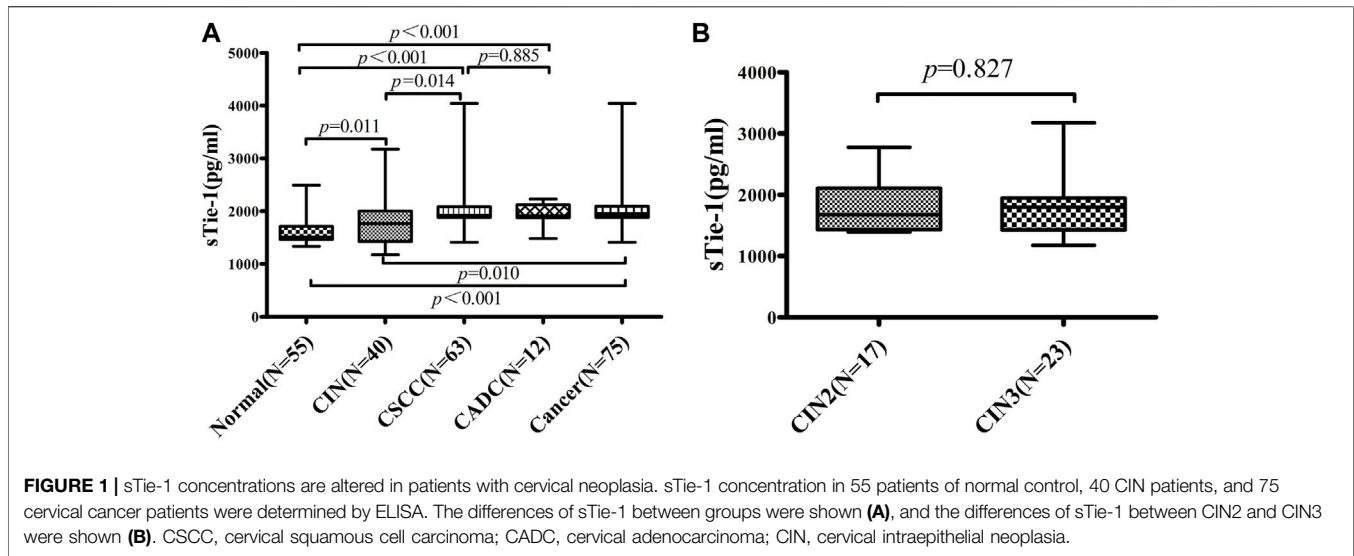 A
p<0.001
p<0.001
p=0.885
p=0.014
p=0.011
5000
4000
3000
2000
1000
0
sTie-1(pg/ml)
p=0.010
p<0.001
Normal(N=55)
CIN(N=40)
CSCC(N=63)
CADC(N=12)
Cancer(N=75)
B
p=0.827
4000
3000
2000
1000
0
sTie-1(pg/ml)
CIN2(N=17)
CIN3(N=23)
FIGURE 1 | sTie-1 concentrations are altered in patients with cervical neoplasia. sTie-1 concentration in 55 patients of normal control, 40 CIN patients, and 75
cervical cancer patients were determined by ELISA. The differences of sTie-1 between groups were shown (A), and the differences of sTie-1 between CIN2 and CIN3
were shown (B). CSCC, cervical squamous cell carcinoma; CADC, cervical adenocarcinoma; CIN, cervical intraepithelial neoplasia.